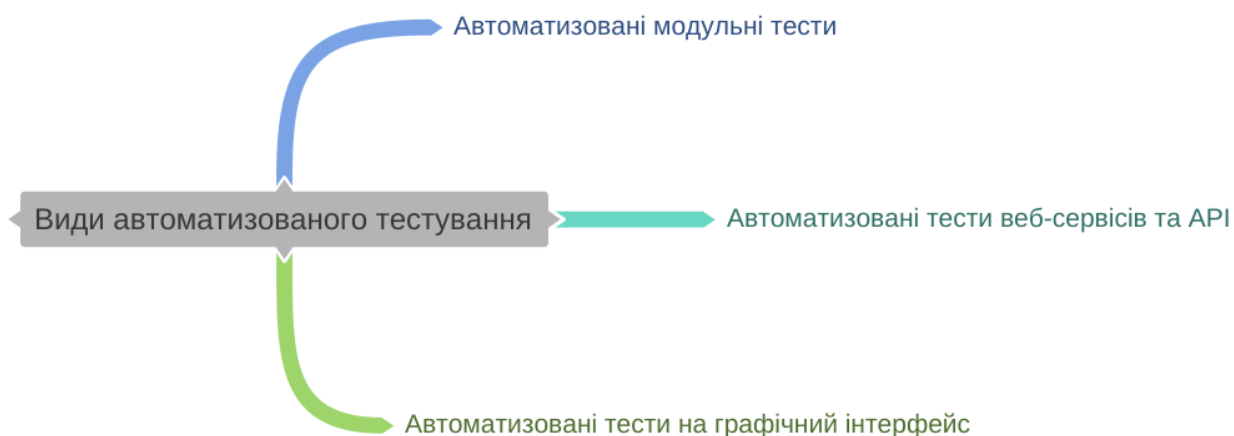 Автоматизовані модульні тести
Види автоматизованого тестування
Автоматизовані тести веб-сервісів та API
Автоматизовані тести на графічний інтерфейс